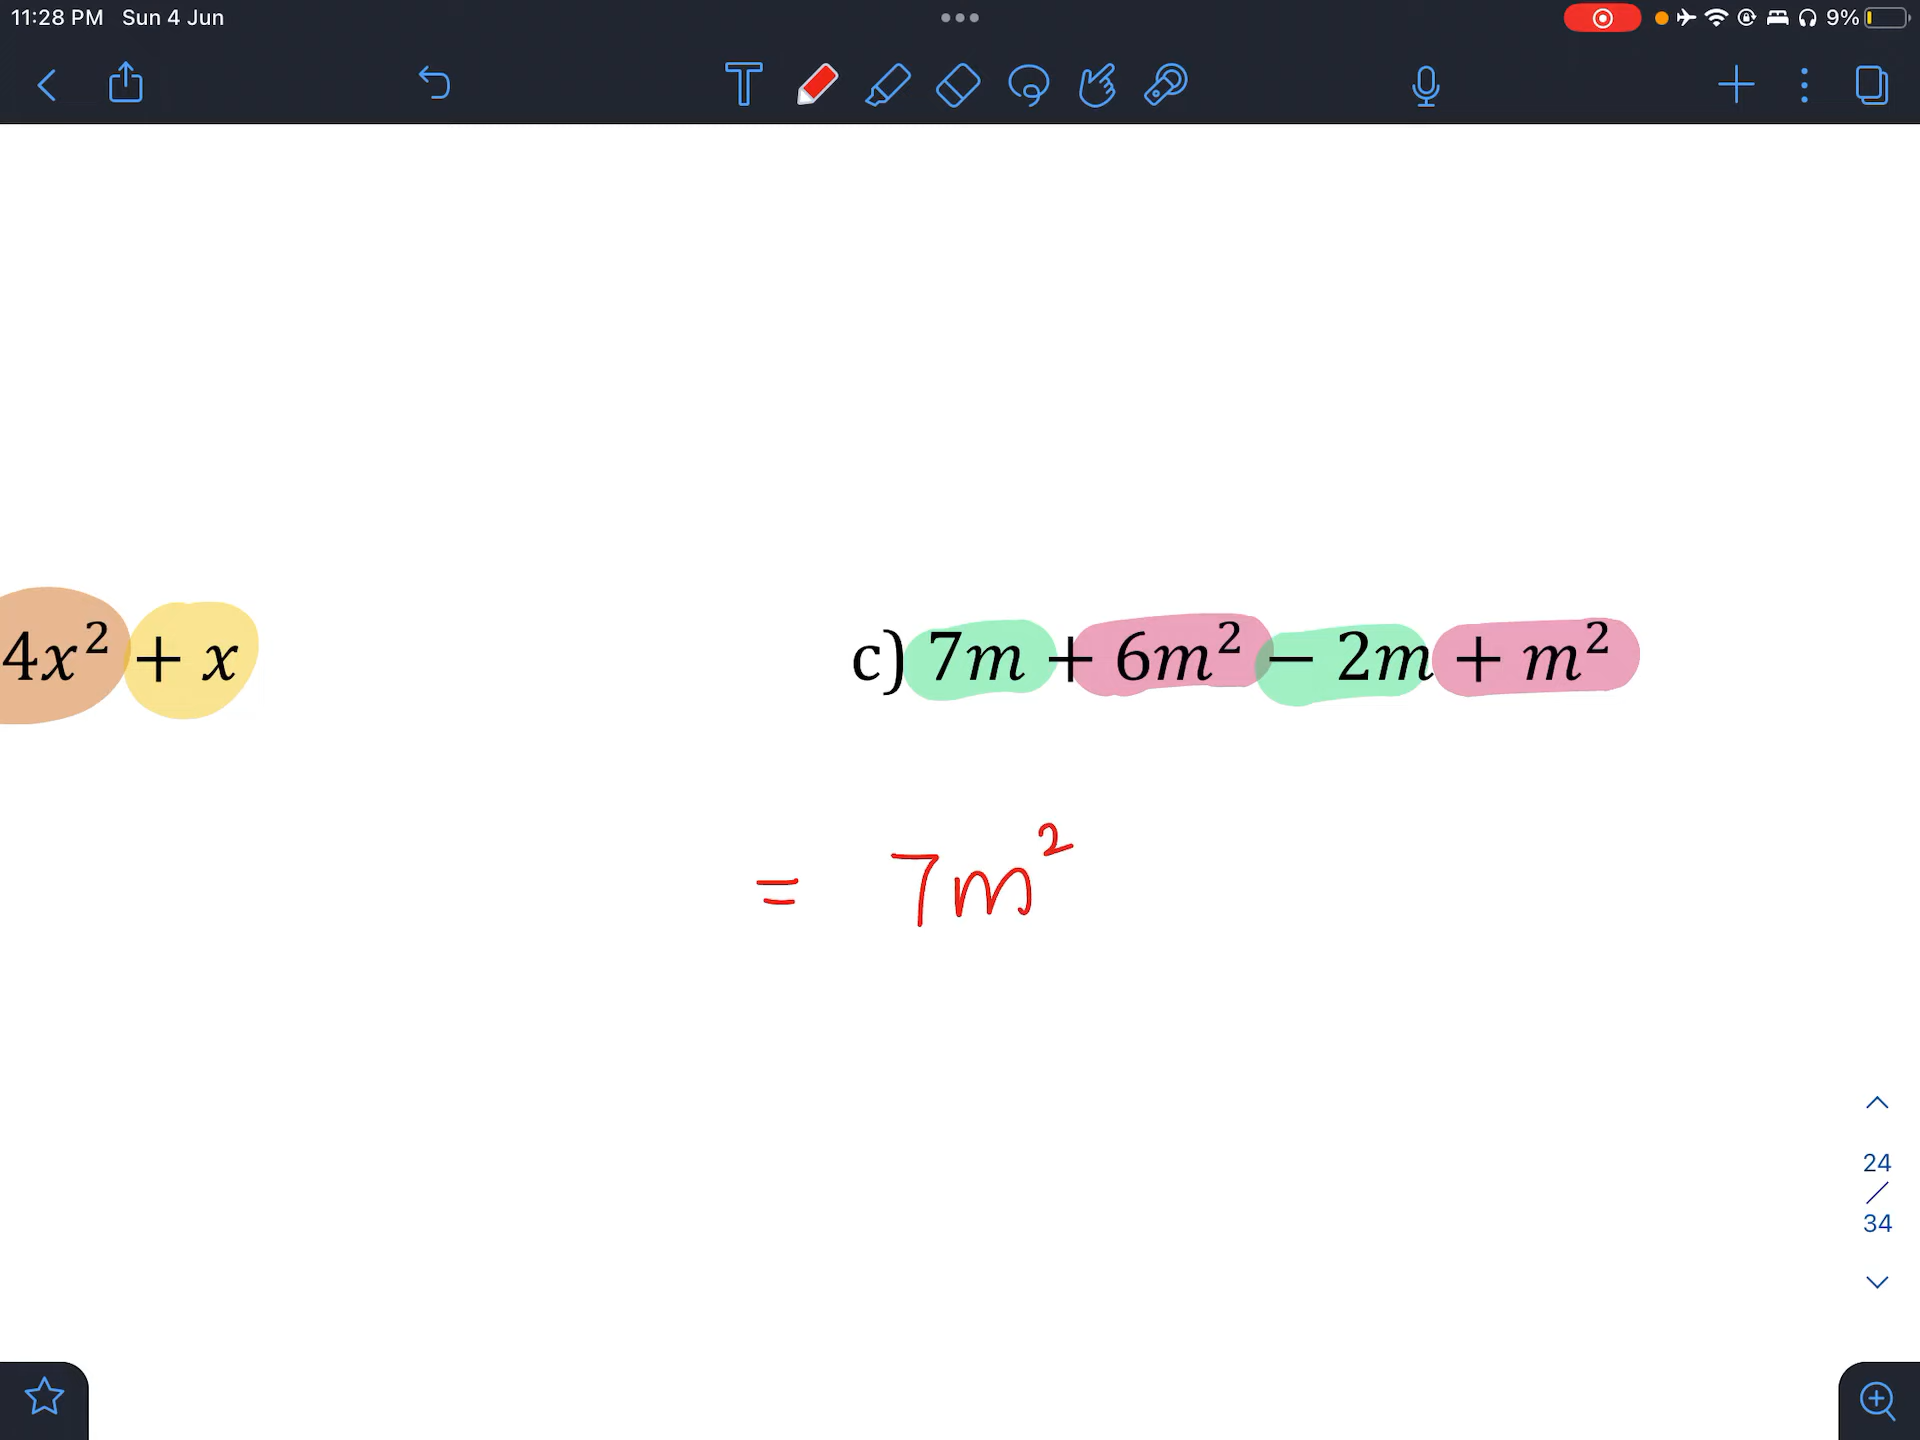 11:28 PM Sun 4 Jun 9%
T
4x² + x
c) 7m + 6m² − 2m + m²
= 7m²
24
/
34